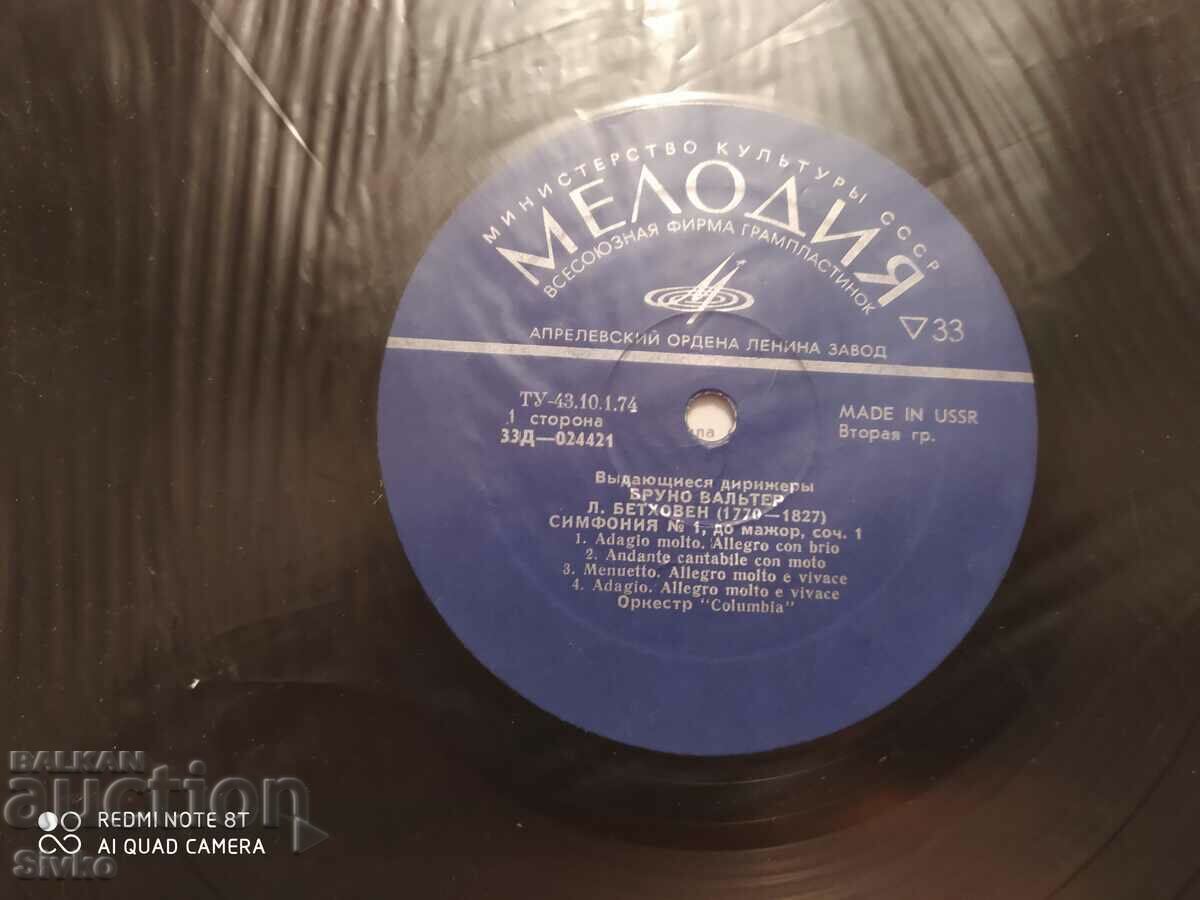 МИНИСТЕРСТВО КУЛЬТУРЫ СССР
МЕЛОДИЯ
ВСЕСОЮЗНАЯ ФИРМА ГРАМПЛАСТИНОК
▽33
АПРЕЛЕВСКИЙ ОРДЕНА ЛЕНИНА ЗАВОД
ТУ-43.10.1.74
1 сторона
33Д—024421
MADE IN USSR
Вторая гр.
Выдающиеся дирижеры
БРУНО ВАЛЬТЕР
Л. БЕТХОВЕН (1770—1827)
СИМФОНИЯ № 1, до мажор, соч. 1
1. Adagio molto. Allegro con brio
2. Andante cantabile con moto
3. Menuetto. Allegro molto e vivace
4. Adagio. Allegro molto e vivace
Оркестр "Columbia"
BALKAN
auction
REDMI NOTE 8T
AI QUAD CAMERA
Sivko